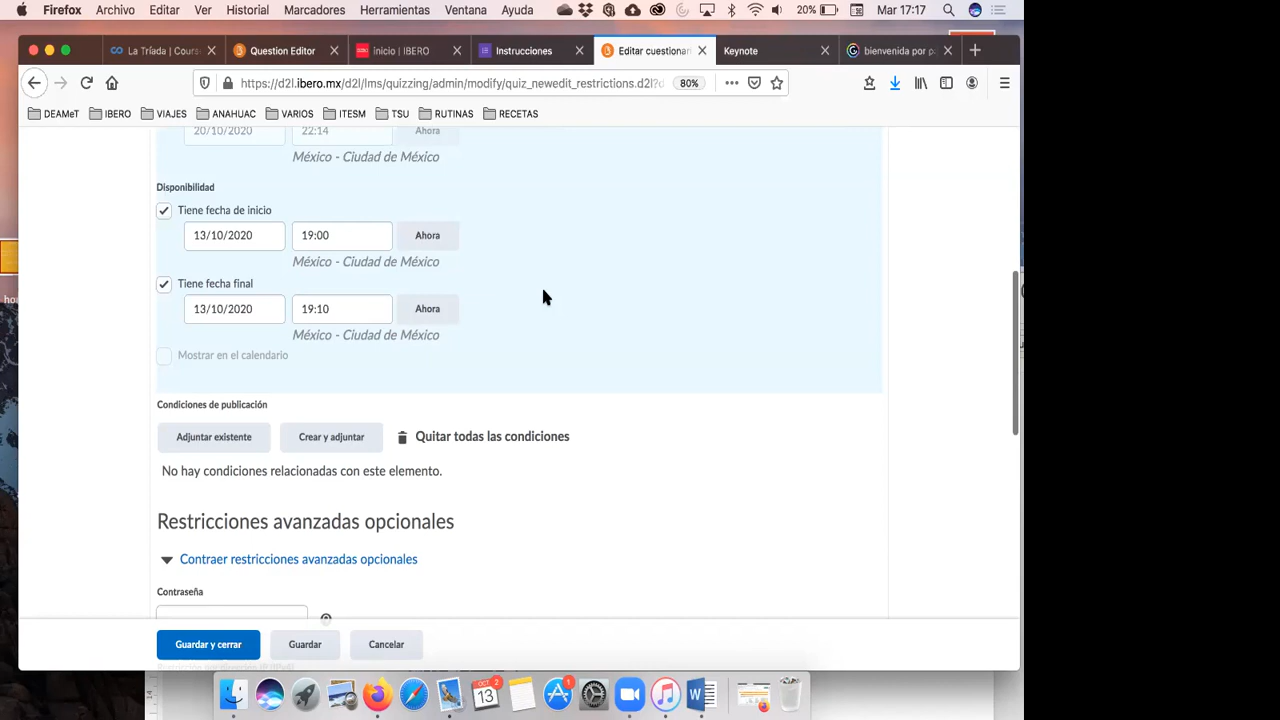 Firefox Archivo Editar Ver Historial Marcadores Herramientas Ventana Ayuda 20% Mar 17:17
La Tríada | Cours Question Editor inicio | IBERO Instrucciones Editar cuestionari Keynote bienvenida por p
https://d2l.ibero.mx/d2l/lms/quizzing/admin/modify/quiz_newedit_restrictions.d2l? 80%
DEAMeT IBERO VIAJES ANAHUAC VARIOS ITESM TSU RUTINAS RECETAS
20/10/2020 22:14 Ahora
México - Ciudad de México
Disponibilidad
Tiene fecha de inicio
13/10/2020 19:00 Ahora
México - Ciudad de México
Tiene fecha final
13/10/2020 19:10 Ahora
México - Ciudad de México
Mostrar en el calendario
Condiciones de publicación
Adjuntar existente Crear y adjuntar Quitar todas las condiciones
No hay condiciones relacionadas con este elemento.
Restricciones avanzadas opcionales
Contraer restricciones avanzadas opcionales
Contraseña
Guardar y cerrar Guardar Cancelar
OCT 2 1
13